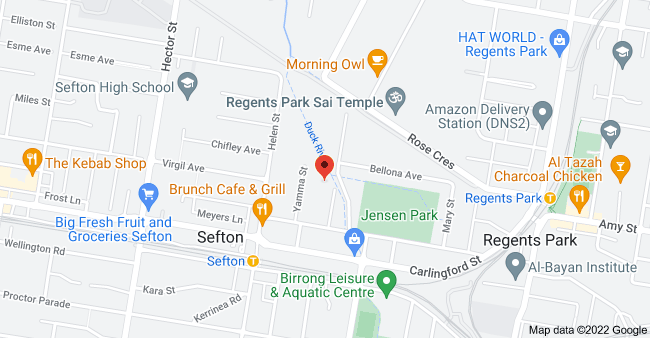 Elliston St
Hector St
HAT WORLD -
Regents Park
Esme Ave
Esme Ave
Morning Owl
Miles St
Sefton High School
Regents Park Sai Temple
Amazon Delivery
Station (DNS2)
Helen St
Duck Riv
Rose Cres
Chifley Ave
The Kebab Shop
Virgil Ave
Bellona Ave
Al Tazah
Charcoal Chicken
Yamma St
Brunch Cafe & Grill
Frost Ln
Meyers Ln
Mary St
Regents Park
Big Fresh Fruit and
Groceries Sefton
Jensen Park
Amy St
Sefton
Regents Park
Wellington Rd
Sefton
Carlingford St
Al-Bayan Institute
Birrong Leisure
& Aquatic Centre
Kara St
Proctor Parade
Kerrinea Rd
Map data ©2022 Google